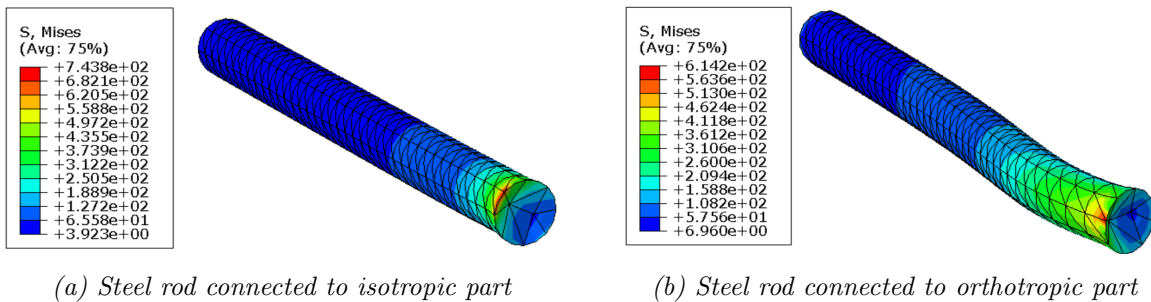 S, Mises
(Avg: 75%)
+7.438e+02
+6.821e+02
+6.205e+02
+5.588e+02
+4.972e+02
+4.355e+02
+3.739e+02
+3.122e+02
+2.505e+02
+1.889e+02
+1.272e+02
+6.558e+01
+3.923e+00
(a) Steel rod connected to isotropic part
S, Mises
(Avg: 75%)
+6.142e+02
+5.636e+02
+5.130e+02
+4.624e+02
+4.118e+02
+3.612e+02
+3.106e+02
+2.600e+02
+2.094e+02
+1.588e+02
+1.082e+02
+5.756e+01
+6.960e+00
(b) Steel rod connected to orthotropic part